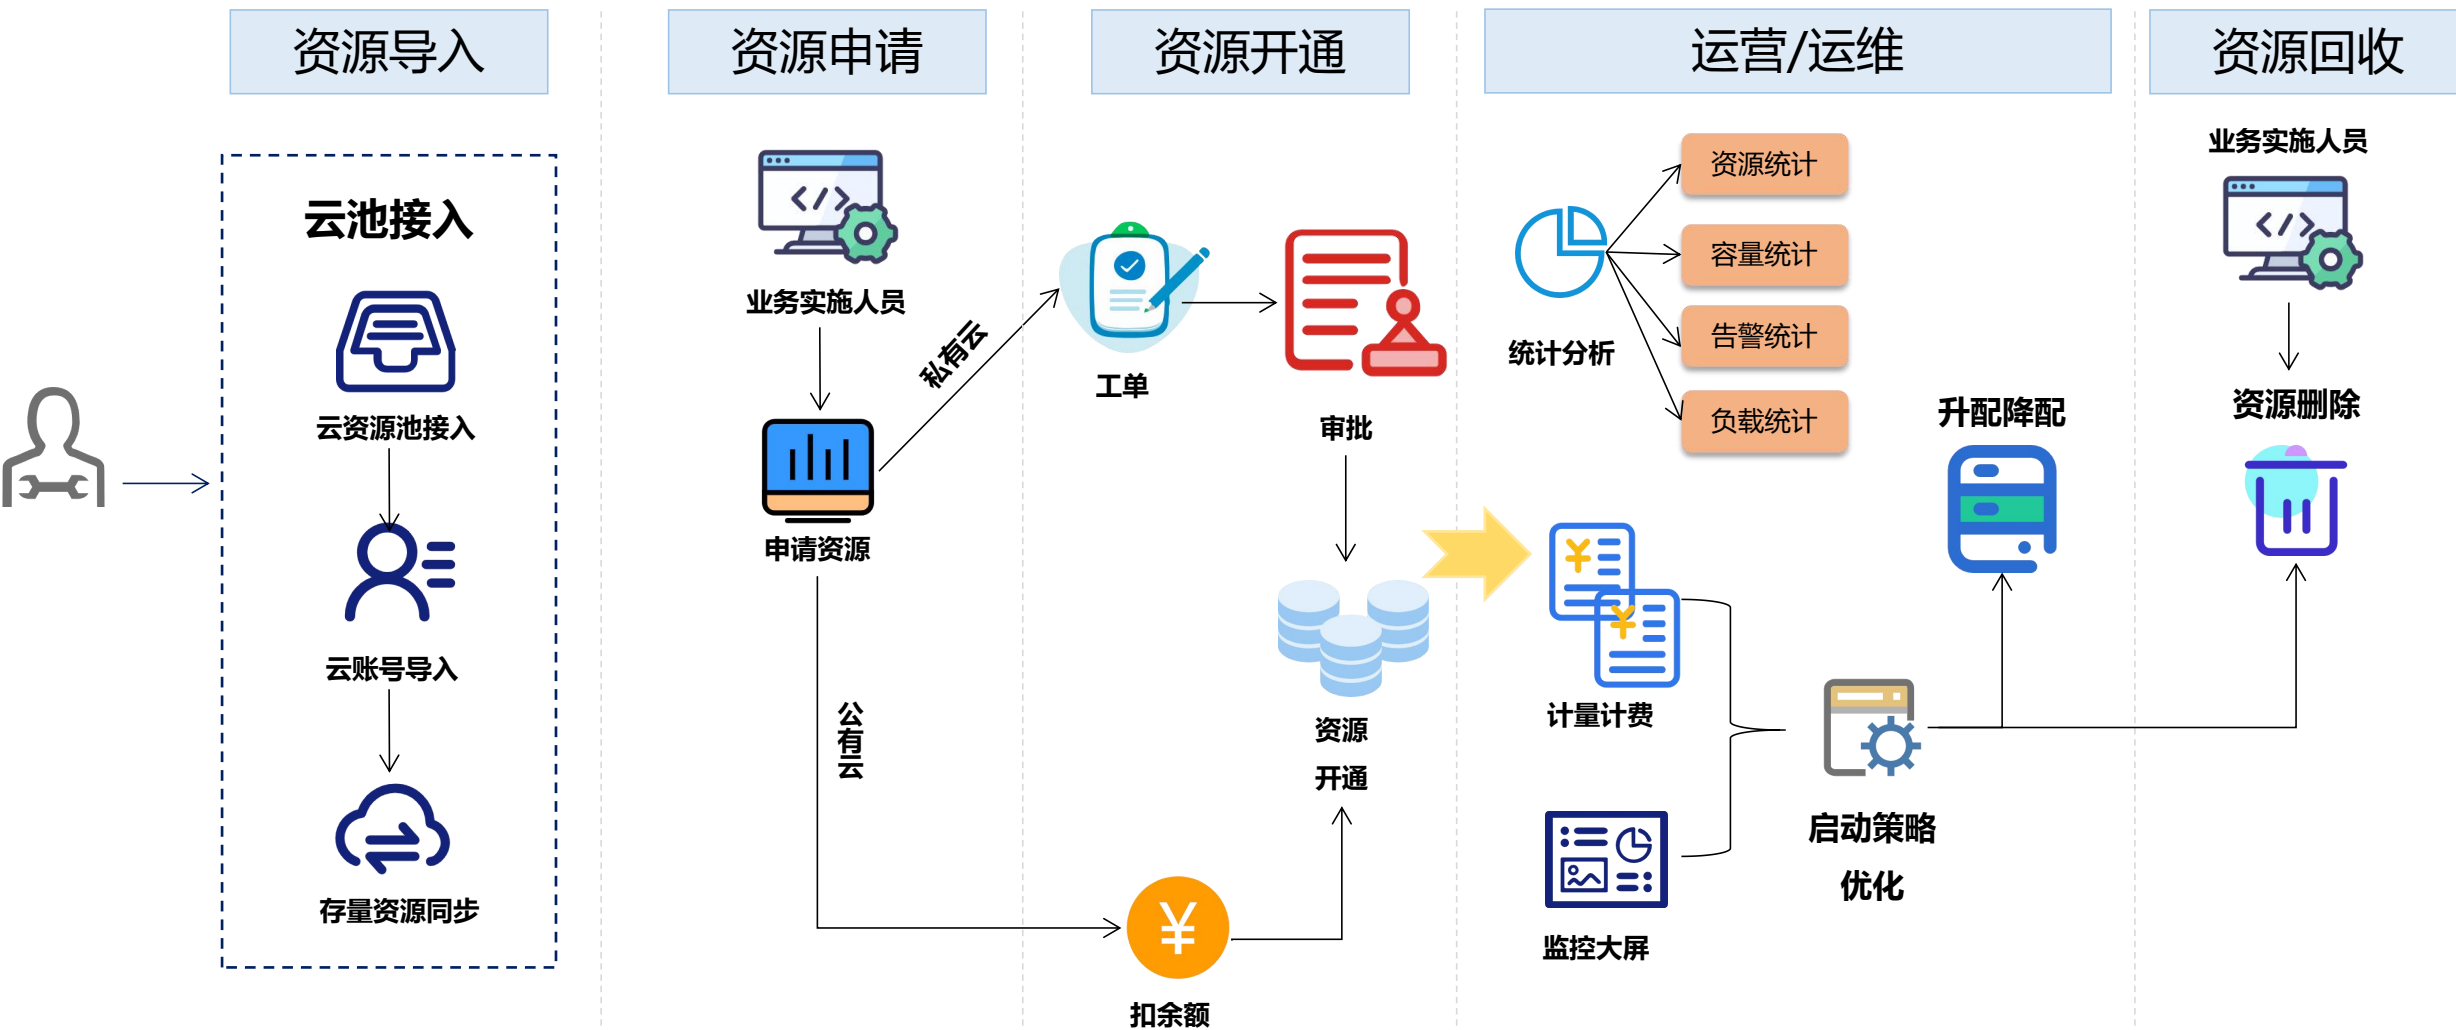 资源导入
资源申请
资源开通
运营/运维
资源回收
云池接入
云资源池接入
云账号导入
存量资源同步
业务实施人员
申请资源
私有云
公有云
工单
审批
资源
开通
¥
扣余额
统计分析
资源统计
容量统计
告警统计
负载统计
计量计费
监控大屏
启动策略
优化
升配降配
业务实施人员
资源删除